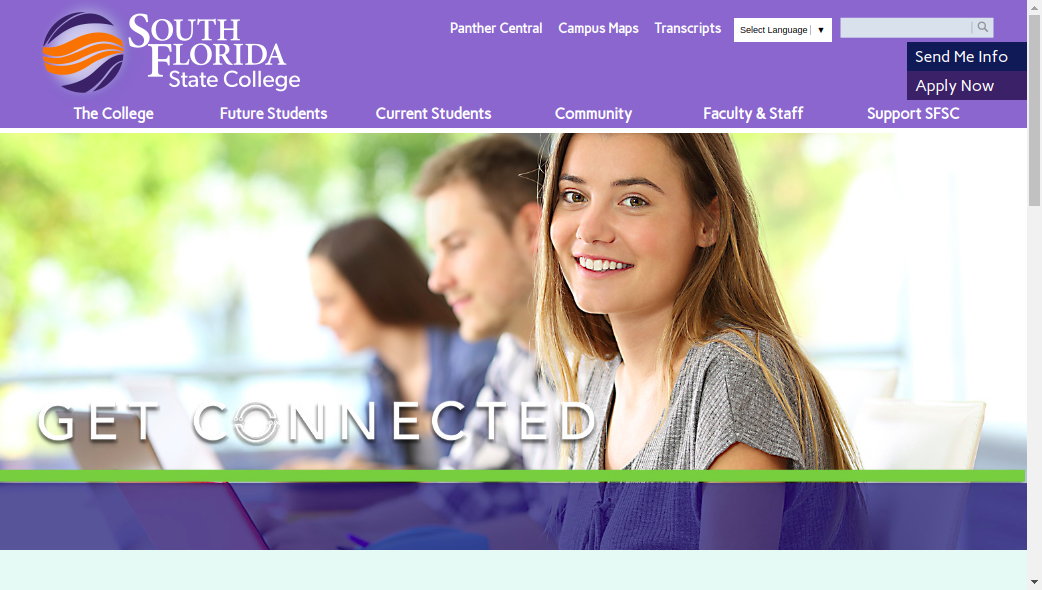 SOUTH
FLORIDA
State College
Panther Central
Campus Maps
Transcripts
Select Language ▼
Send Me Info
Apply Now
The College
Future Students
Current Students
Community
Faculty & Staff
Support SFSC
GET CONNECTED